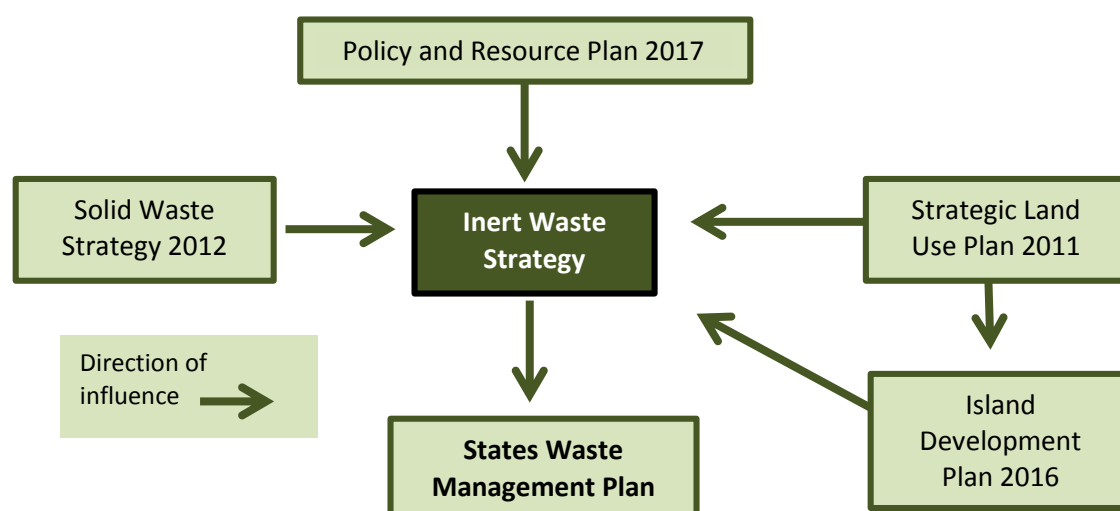 Policy and Resource Plan 2017
Solid Waste
Strategy 2012
Inert Waste
Strategy
Strategic Land
Use Plan 2011
Direction of
influence
States Waste
Management Plan
Island
Development
Plan 2016